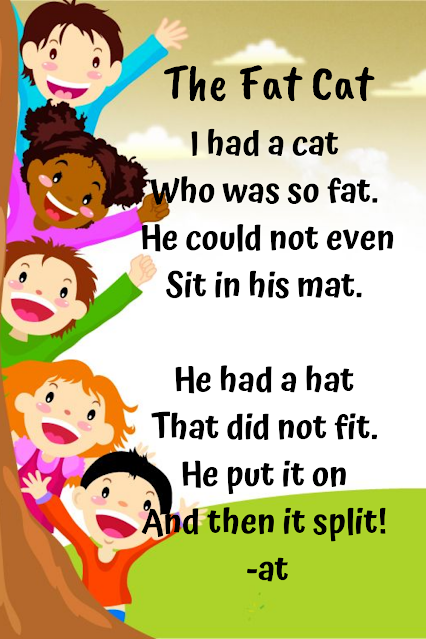 The Fat Cat
I had a cat
Who was so fat.
He could not even
Sit in his mat.
He had a hat
That did not fit.
He put it on
And then it split!
-at